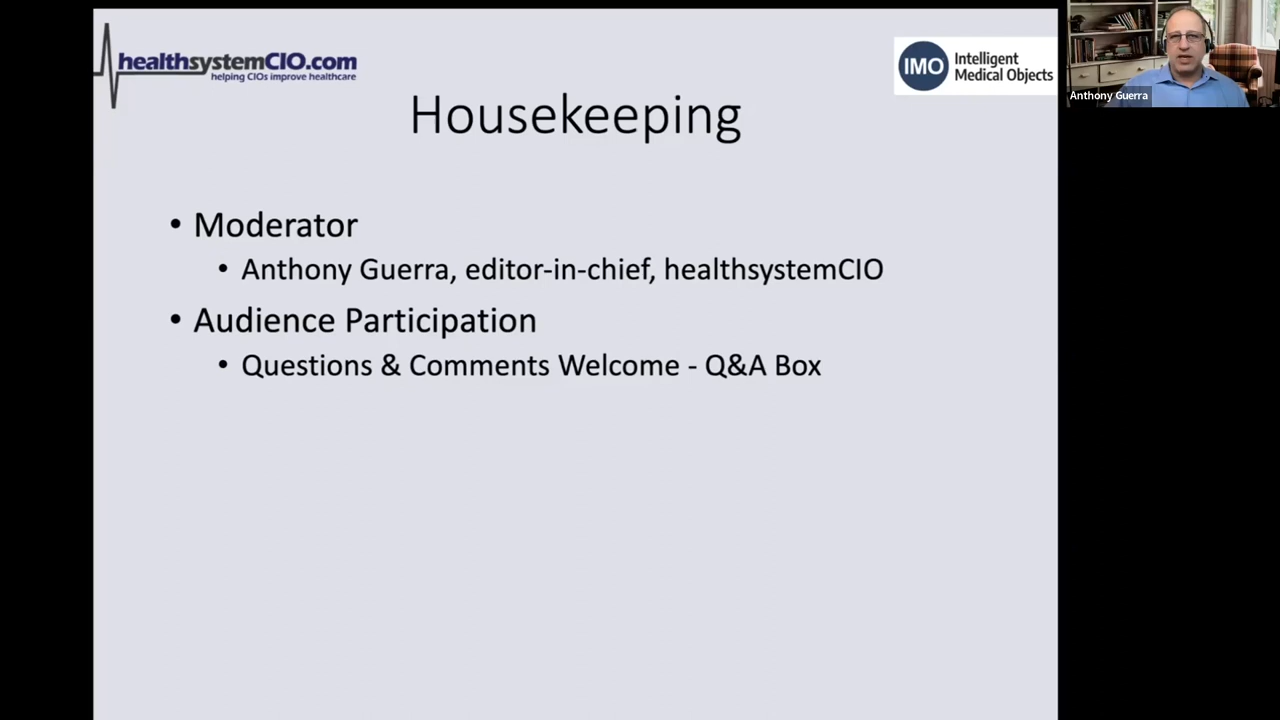 healthsystemCIO.com
helping CIOs improve healthcare
IMO
Intelligent
Medical Objects
Anthony Guerra
Housekeeping
• Moderator
• Anthony Guerra, editor-in-chief, healthsystemCIO
• Audience Participation
• Questions & Comments Welcome - Q&A Box